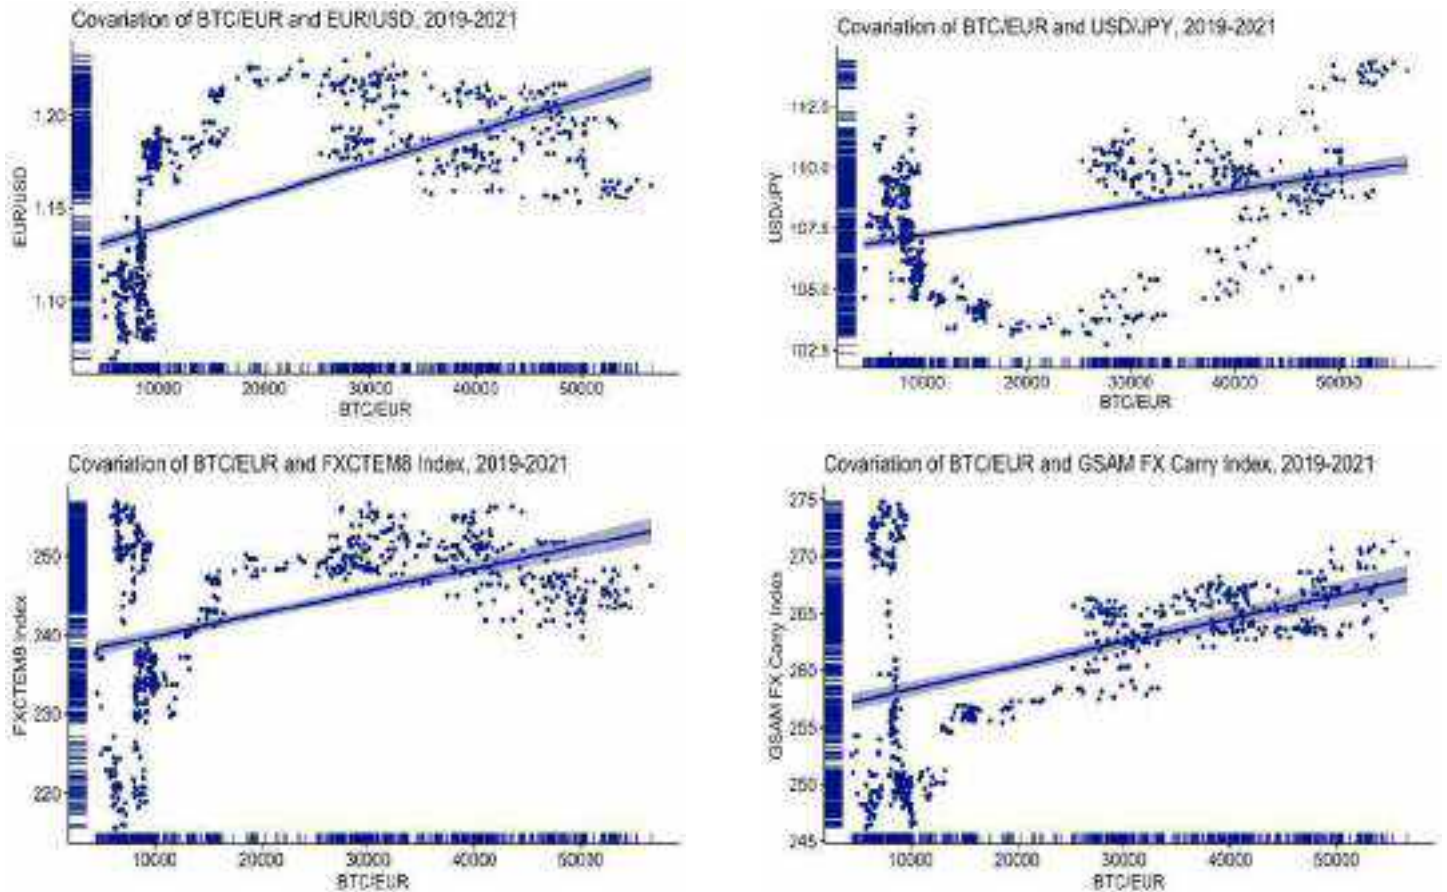 Covariation of BTC/EUR and EUR/USD, 2019-2021
EUR/USD
1.20
1.15
1.10
10000 20000 30000 40000 50000
BTC/EUR
Covariation of BTC/EUR and USD/JPY, 2019-2021
USD/JPY
112.5
110.0
107.5
105.0
102.5
10000 20000 30000 40000 50000
BTC/EUR
Covariation of BTC/EUR and FXCTEM8 Index, 2019-2021
FXCTEM8 Index
250
240
230
220
10000 20000 30000 40000 50000
BTC/EUR
Covariation of BTC/EUR and GSAM FX Carry Index, 2019-2021
GSAM FX Carry Index
275
270
265
260
255
250
245
10000 20000 30000 40000 50000
BTC/EUR